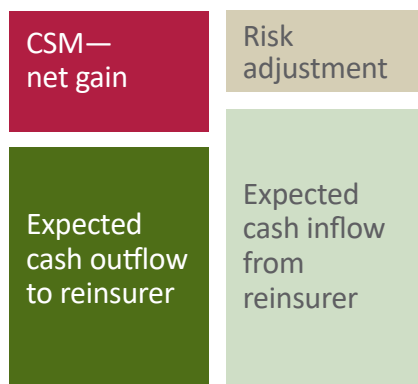 CSM—
net gain
Risk
adjustment
Expected
cash outflow
to reinsurer
Expected
cash inflow
from
reinsurer